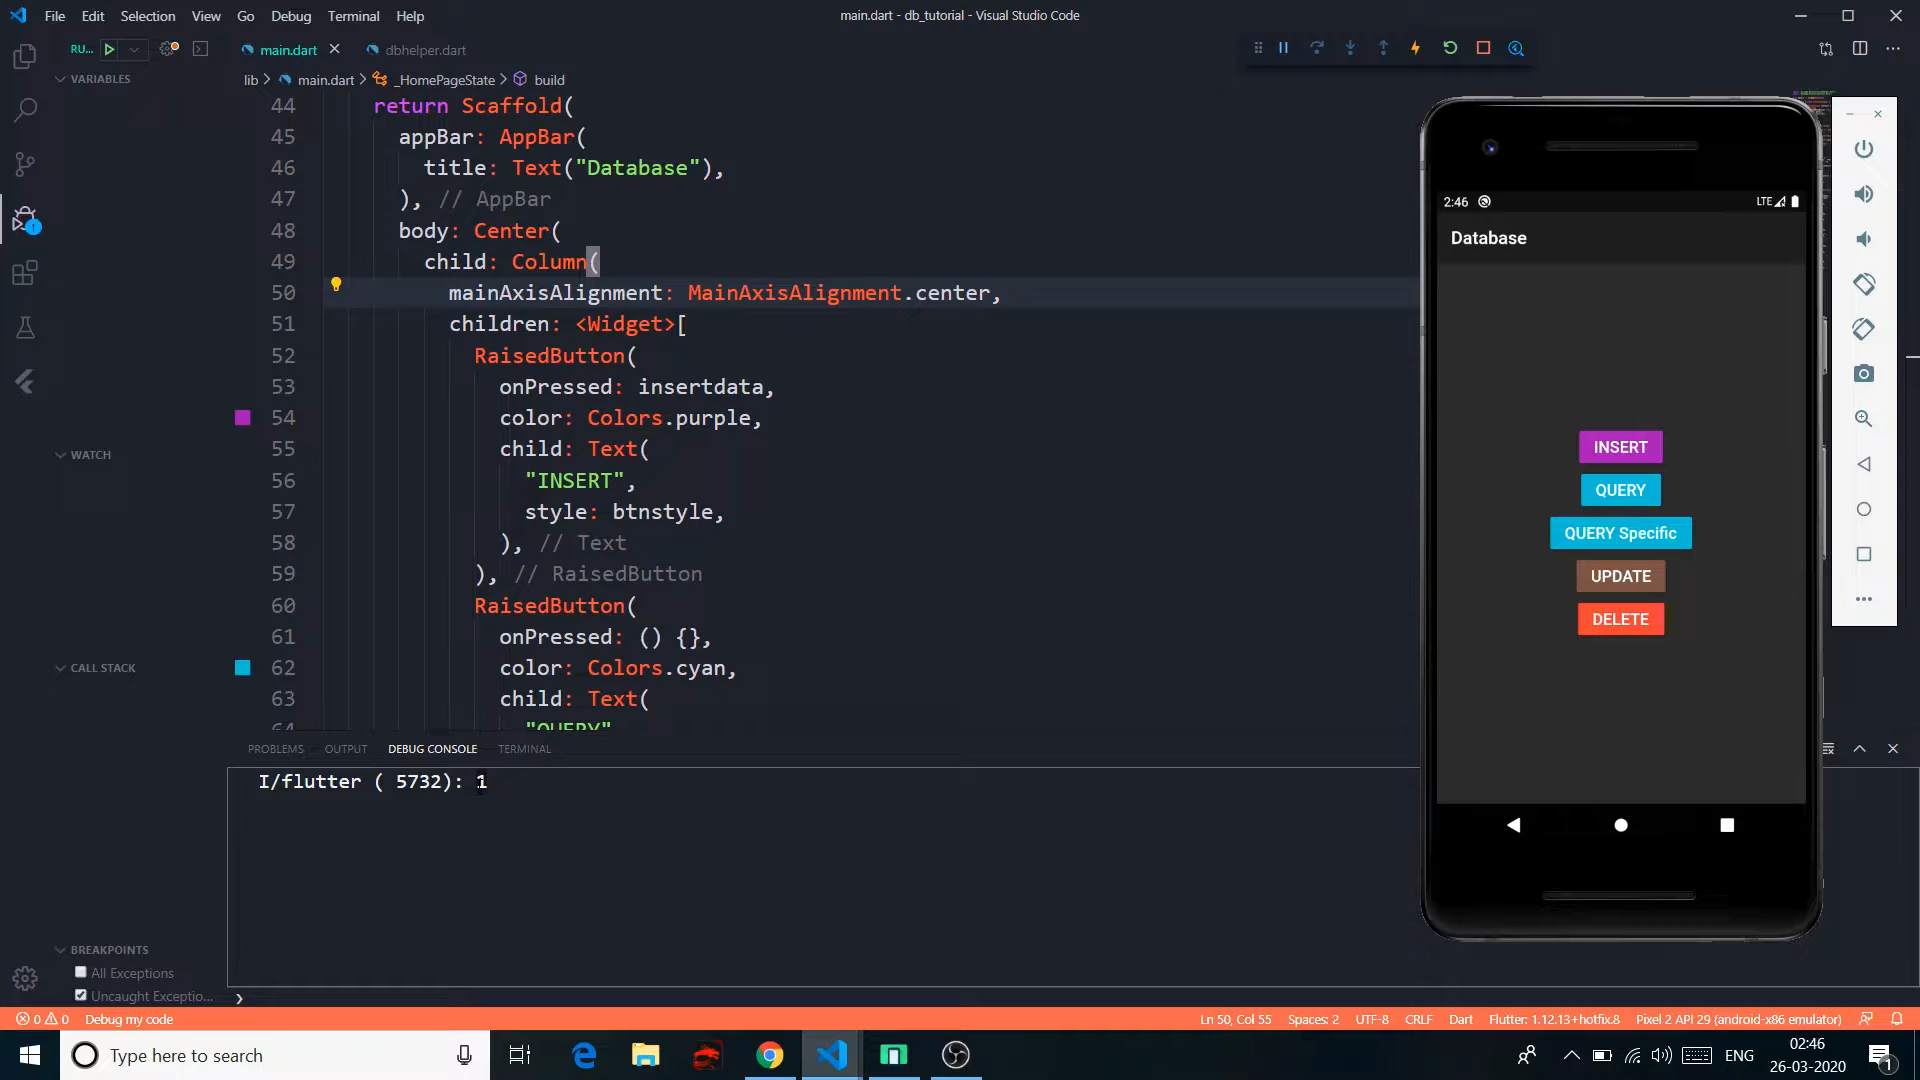 File Edit Selection View Go Debug Terminal Help
main.dart - db_tutorial - Visual Studio Code
RU...
main.dart
dbhelper.dart
VARIABLES
lib > main.dart > _HomePageState > build
44 return Scaffold(
45 appBar: AppBar(
46 title: Text("Database"),
47 ), // AppBar
48 body: Center(
49 child: Column(
50 mainAxisAlignment: MainAxisAlignment.center,
51 children: <Widget>[
52 RaisedButton(
53 onPressed: insertdata,
54 color: Colors.purple,
55 child: Text(
56 "INSERT",
57 style: btnstyle,
58 ), // Text
59 ), // RaisedButton
60 RaisedButton(
61 onPressed: () {},
62 color: Colors.cyan,
63 child: Text(
64 "QUERY"
WATCH
CALL STACK
BREAKPOINTS
All Exceptions
Uncaught Exceptio...
PROBLEMS OUTPUT DEBUG CONSOLE TERMINAL
I/flutter ( 5732): 1
2:46
LTE
Database
INSERT
QUERY
QUERY Specific
UPDATE
DELETE
0 0 Debug my code
Ln 50, Col 55 Spaces: 2 UTF-8 CRLF Dart Flutter: 1.12.13+hotfix.8 Pixel 2 API 29 (android-x86 emulator)
Type here to search
ENG
02:46
26-03-2020
1